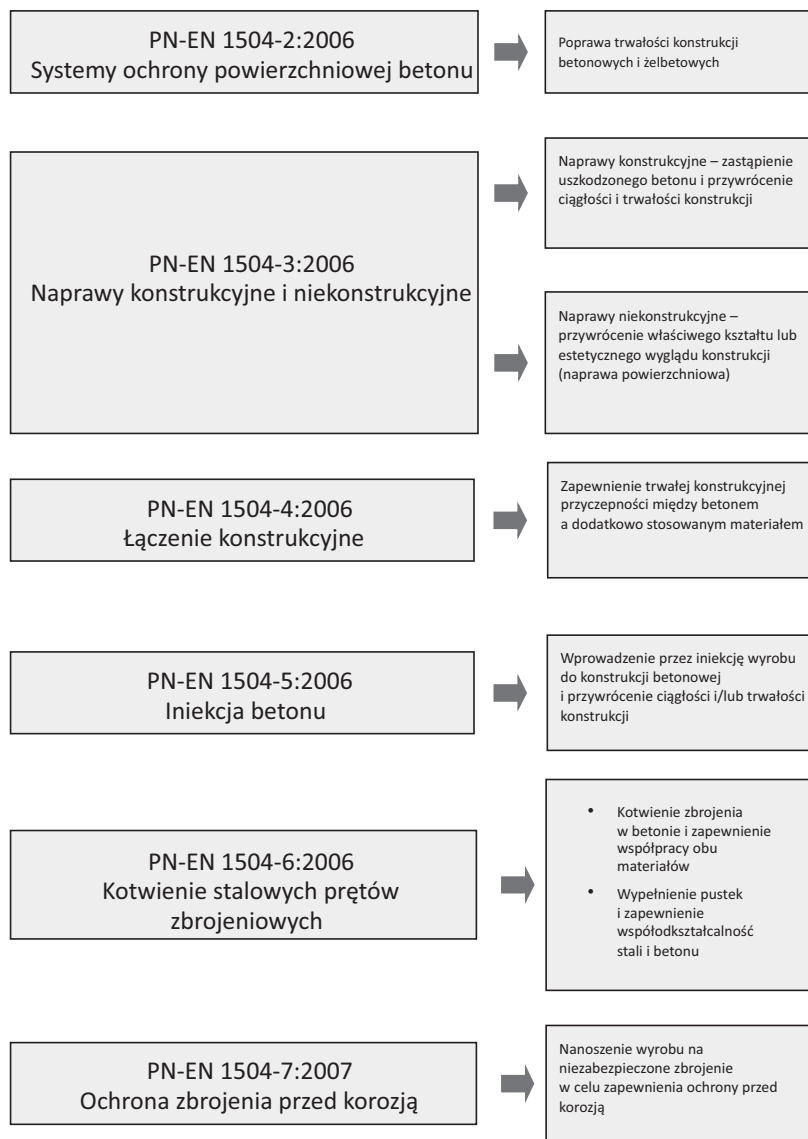 PN-EN 1504-2:2006
Systemy ochrony powierzchniowej betonu
Poprawa trwałości konstrukcji
betonowych i żelbetowych
PN-EN 1504-3:2006
Naprawy konstrukcyjne i niekonstrukcyjne
Naprawy konstrukcyjne – zastąpienie
uszkodzonego betonu i przywrócenie
ciągłości i trwałości konstrukcji
Naprawy niekonstrukcyjne –
przywrócenie właściwego kształtu lub
estetycznego wyglądu konstrukcji
(naprawa powierzchniowa)
PN-EN 1504-4:2006
Łączenie konstrukcyjne
Zapewnienie trwałej konstrukcyjnej
przyczepności między betonem
a dodatkowo stosowanym materiałem
PN-EN 1504-5:2006
Iniekcja betonu
Wprowadzenie przez iniekcję wyrobu
do konstrukcji betonowej
i przywrócenie ciągłości i/lub trwałości
konstrukcji
PN-EN 1504-6:2006
Kotwienie stalowych prętów
zbrojeniowych
• Kotwienie zbrojenia
w betonie i zapewnienie
współpracy obu
materiałów
• Wypełnienie pustek
i zapewnienie
współodkształcalność
stali i betonu
PN-EN 1504-7:2007
Ochrona zbrojenia przed korozją
Nanoszenie wyrobu na
niezabezpieczone zbrojenie
w celu zapewnienia ochrony przed
korozją